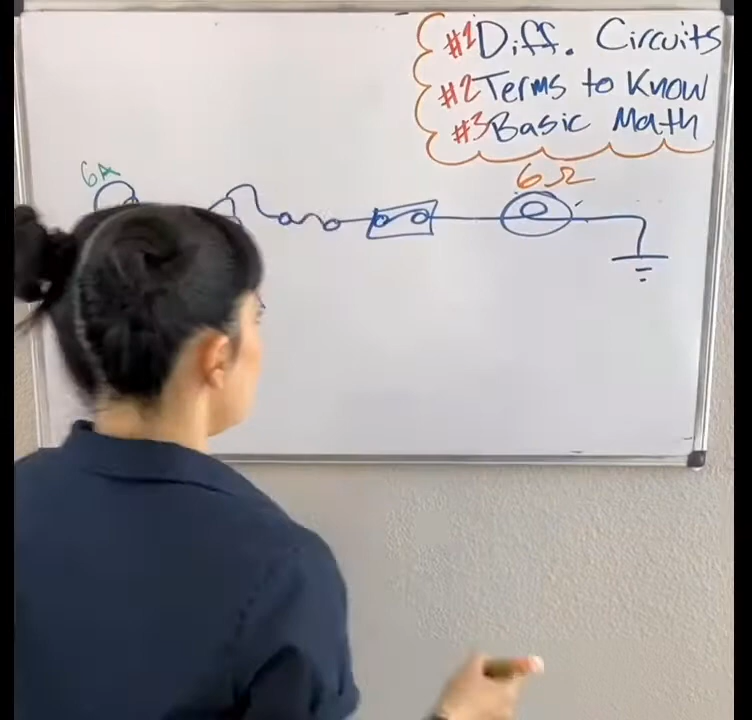 #1 Diff. Circuits
#2 Terms to Know
#3 Basic Math
6A
6Ω